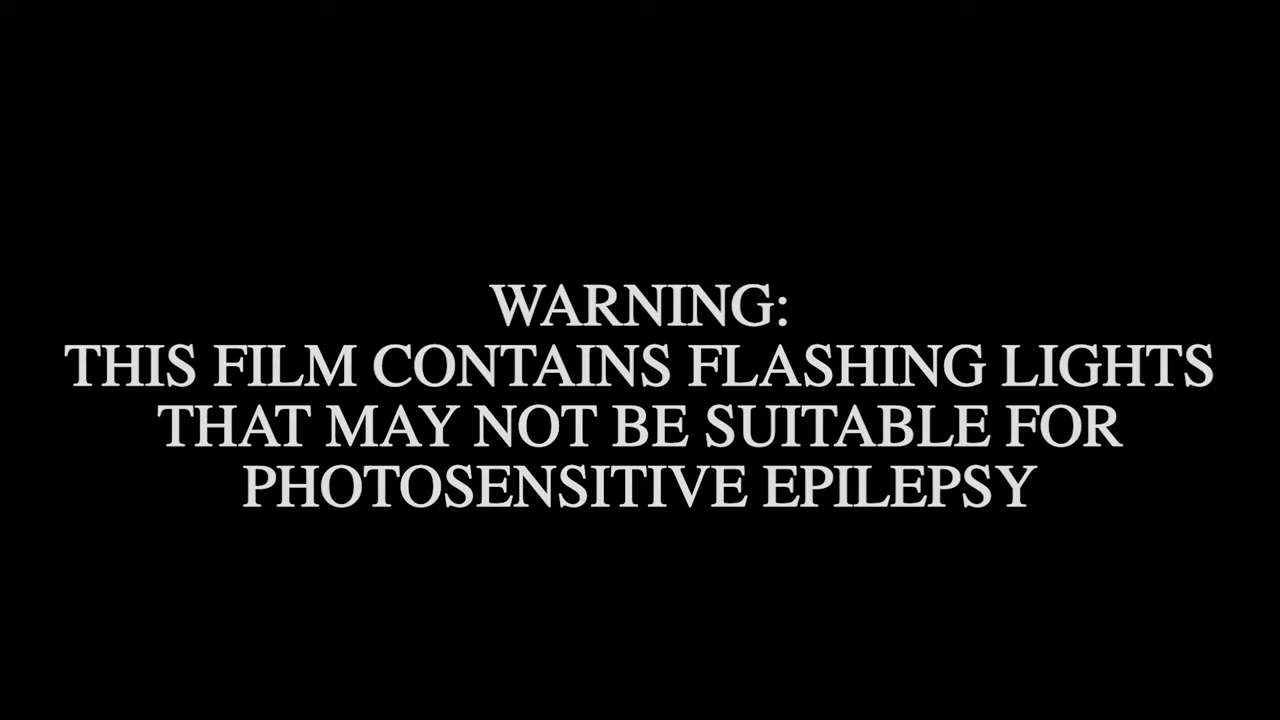 WARNING:
THIS FILM CONTAINS FLASHING LIGHTS
THAT MAY NOT BE SUITABLE FOR
PHOTOSENSITIVE EPILEPSY